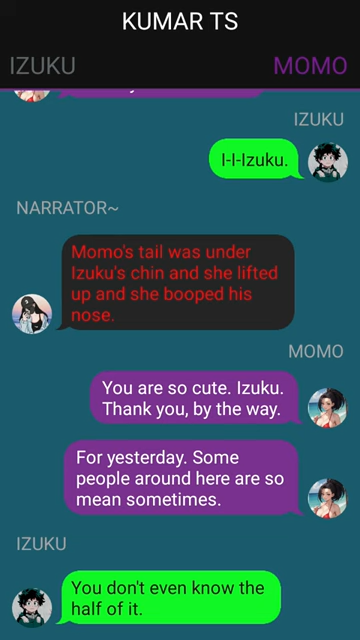 KUMAR TS
IZUKU
MOMO
IZUKU
I-I-Izuku.
NARRATOR~
Momo's tail was under
Izuku's chin and she lifted
up and she booped his
nose.
MOMO
You are so cute. Izuku.
Thank you, by the way.
For yesterday. Some
people around here are so
mean sometimes.
IZUKU
You don't even know the
half of it.